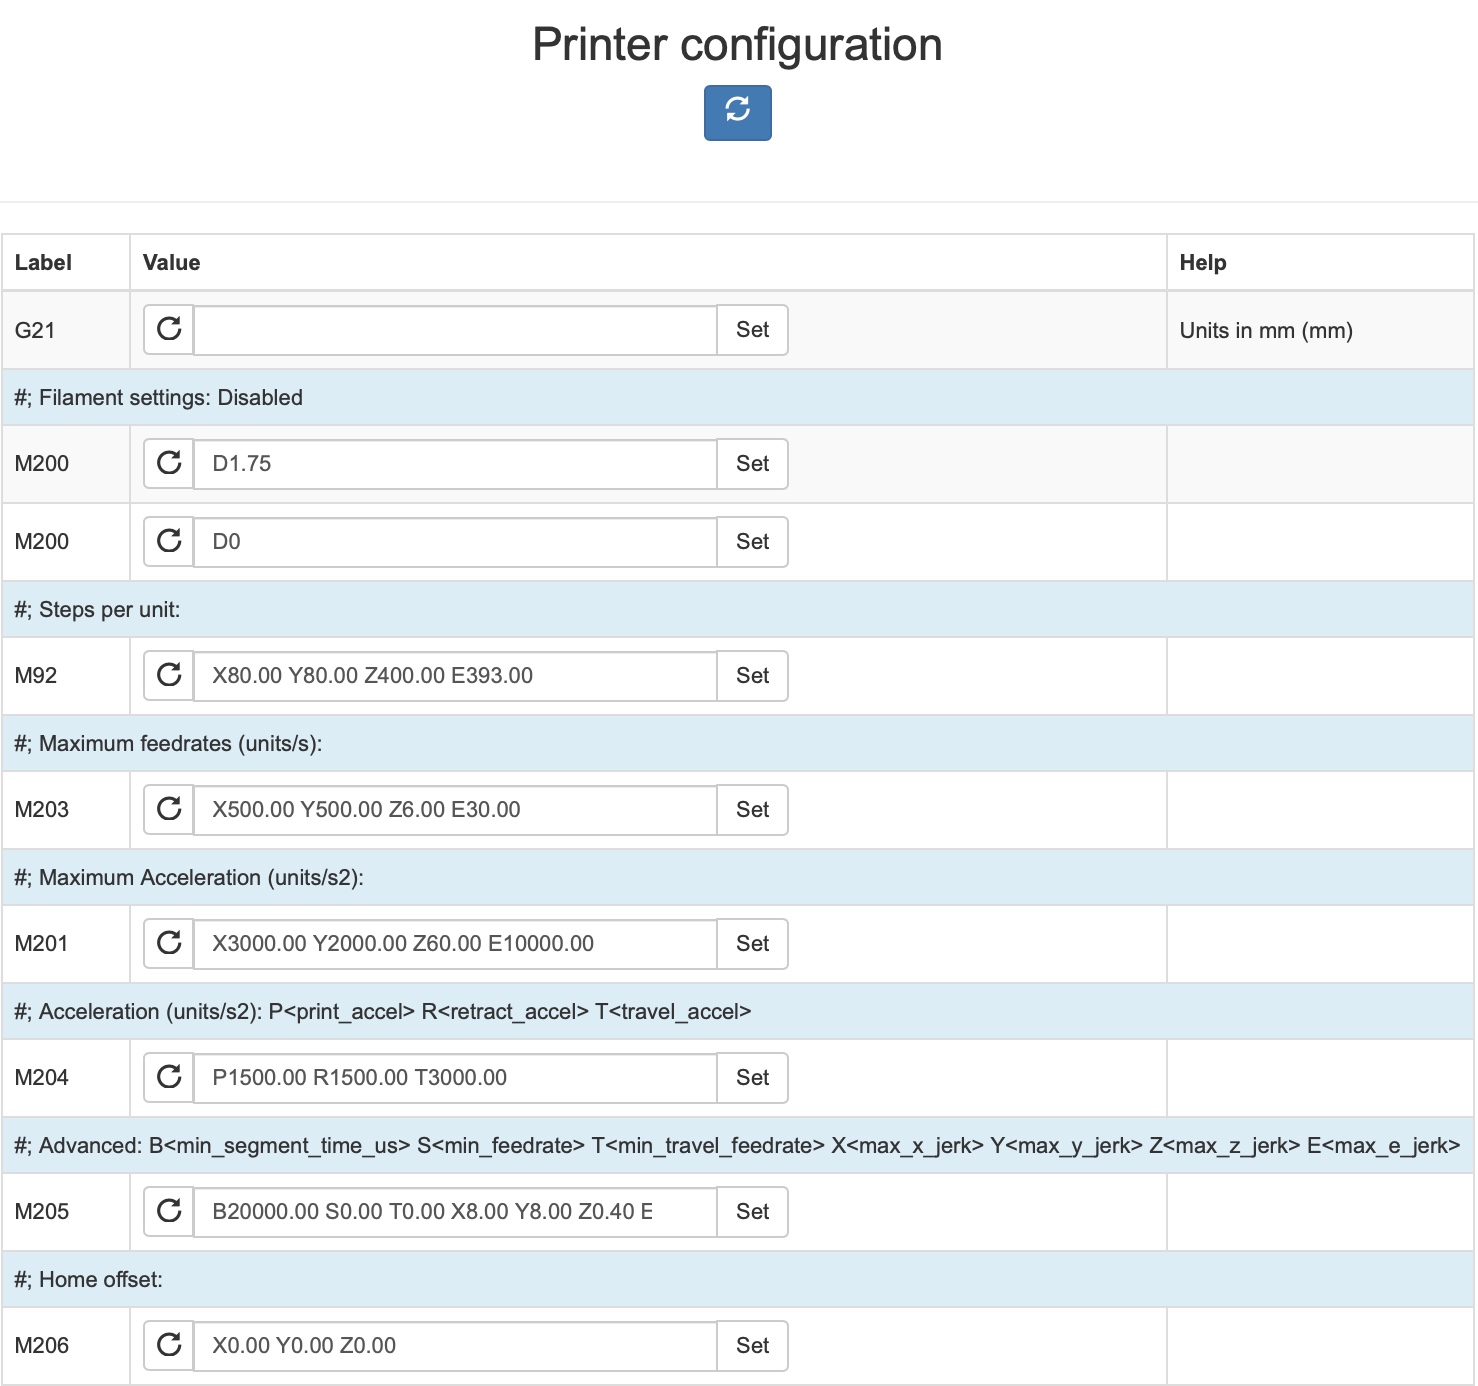 Printer configuration
Label Value Help
G21 Set Units in mm (mm)
#; Filament settings: Disabled
M200 D1.75 Set
M200 D0 Set
#; Steps per unit:
M92 X80.00 Y80.00 Z400.00 E393.00 Set
#; Maximum feedrates (units/s):
M203 X500.00 Y500.00 Z6.00 E30.00 Set
#; Maximum Acceleration (units/s2):
M201 X3000.00 Y2000.00 Z60.00 E10000.00 Set
#; Acceleration (units/s2): P<print_accel> R<retract_accel> T<travel_accel>
M204 P1500.00 R1500.00 T3000.00 Set
#; Advanced: B<min_segment_time_us> S<min_feedrate> T<min_travel_feedrate> X<max_x_jerk> Y<max_y_jerk> Z<max_z_jerk> E<max_e_jerk>
M205 B20000.00 S0.00 T0.00 X8.00 Y8.00 Z0.40 E Set
#; Home offset:
M206 X0.00 Y0.00 Z0.00 Set